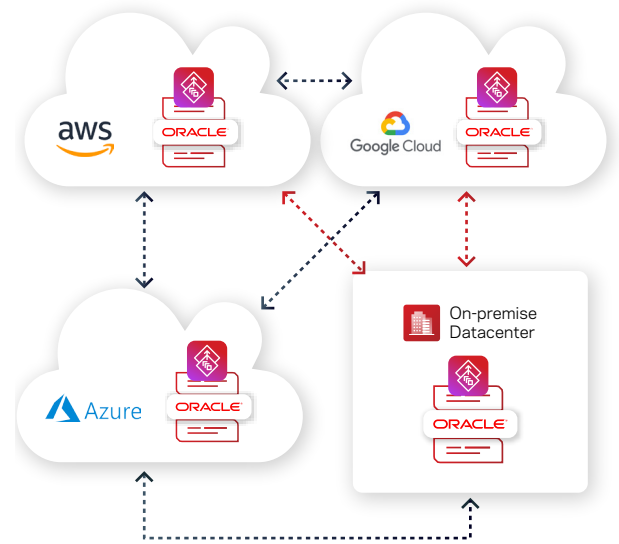 aws
ORACLE
Google Cloud
ORACLE
Azure
ORACLE
On-premise
Datacenter
ORACLE